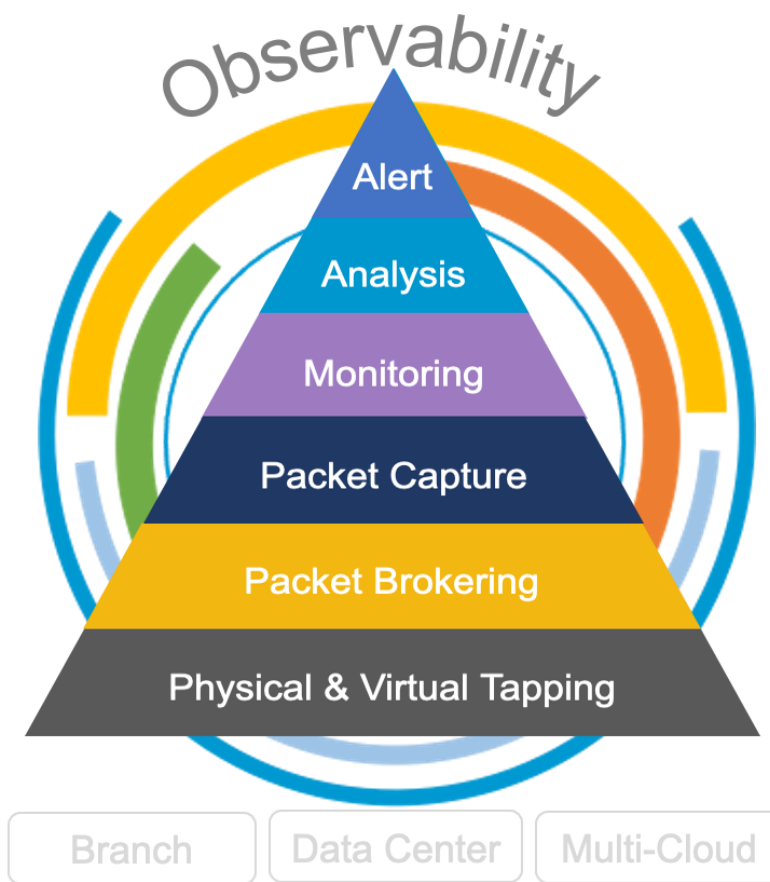 Observability
Alert
Analysis
Monitoring
Packet Capture
Packet Brokering
Physical & Virtual Tapping
Branch
Data Center
Multi-Cloud